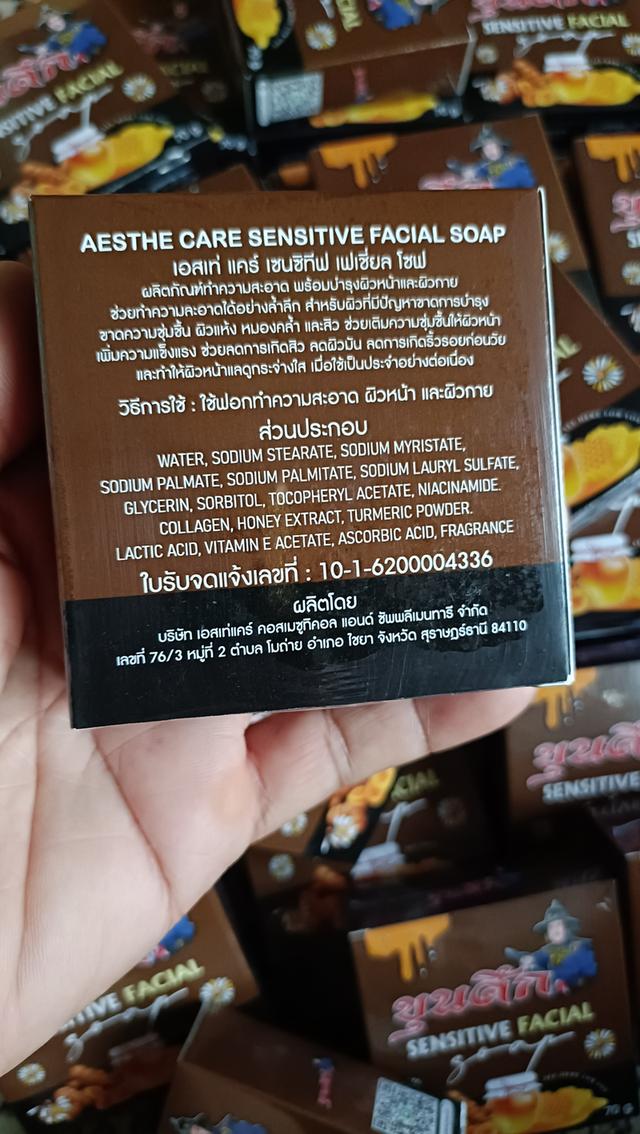 AESTHE CARE SENSITIVE FACIAL SOAP
เอสเท่ แคร์ เซนซิทีฟ เฟเชี่ยล โซฟ
ผลิตภัณฑ์ทำความสะอาด พร้อมบำรุงผิวหน้าและผิวกาย
ช่วยทำความละอาดได้อย่างล้ำลึก สำหรับผิวที่มีปัญหาขาดการบำรุง
ขาดความชุ่มชื้น ผิวแห้ง หมองคล้ำ และสิว ช่วยเติมความชุ่มชื้นให้ผิวหน้า
เพิ่มความแข็งแรง ช่วยลดการเกิดสิว ลดผิวมัน ลดการเกิดริ้วรอยก่อนวัย
และทำให้ผิวหน้าแลดูกระจ่างใส เมื่อใช้เป็นประจำอย่างต่อเนื่อง
วิธีการใช้ : ใช้ฟอกทำความสะอาด ผิวหน้า และผิวกาย
ส่วนประกอบ
WATER, SODIUM STEARATE, SODIUM MYRISTATE,
SODIUM PALMATE, SODIUM PALMITATE, SODIUM LAURYL SULFATE,
GLYCERIN, SORBITOL, TOCOPHERYL ACETATE, NIACINAMIDE.
COLLAGEN, HONEY EXTRACT, TURMERIC POWDER.
LACTIC ACID, VITAMIN E ACETATE, ASCORBIC ACID, FRAGRANCE
ใบรับจดแจ้งเลขที่ : 10-1-6200004336
ผลิตโดย
บริษัท เอสเท่แคร์ คอสเมซูทิคอล แอนด์ ซัพพลีเมนทารี จำกัด
เลขที่ 76/3 หมู่ที่ 2 ตำบล โมถ่าย อำเภอ ไชยา จังหวัด สุราษฎร์ธานี 84110
SENSITIVE FACIAL
soap
ขุนศึก
SENSITIVE FACIAL
soap
70 g